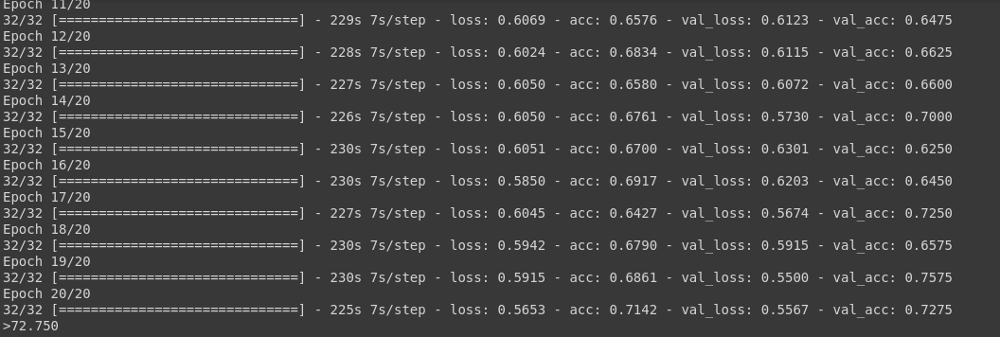 Epoch 11/20
32/32 [==============================] - 229s 7s/step - loss: 0.6069 - acc: 0.6576 - val_loss: 0.6123 - val_acc: 0.6475
Epoch 12/20
32/32 [==============================] - 228s 7s/step - loss: 0.6024 - acc: 0.6834 - val_loss: 0.6115 - val_acc: 0.6625
Epoch 13/20
32/32 [==============================] - 227s 7s/step - loss: 0.6050 - acc: 0.6580 - val_loss: 0.6072 - val_acc: 0.6600
Epoch 14/20
32/32 [==============================] - 226s 7s/step - loss: 0.6050 - acc: 0.6761 - val_loss: 0.5730 - val_acc: 0.7000
Epoch 15/20
32/32 [==============================] - 230s 7s/step - loss: 0.6051 - acc: 0.6700 - val_loss: 0.6301 - val_acc: 0.6250
Epoch 16/20
32/32 [==============================] - 230s 7s/step - loss: 0.5850 - acc: 0.6917 - val_loss: 0.6203 - val_acc: 0.6450
Epoch 17/20
32/32 [==============================] - 227s 7s/step - loss: 0.6045 - acc: 0.6427 - val_loss: 0.5674 - val_acc: 0.7250
Epoch 18/20
32/32 [==============================] - 230s 7s/step - loss: 0.5942 - acc: 0.6790 - val_loss: 0.5915 - val_acc: 0.6575
Epoch 19/20
32/32 [==============================] - 230s 7s/step - loss: 0.5915 - acc: 0.6861 - val_loss: 0.5500 - val_acc: 0.7575
Epoch 20/20
32/32 [==============================] - 225s 7s/step - loss: 0.5653 - acc: 0.7142 - val_loss: 0.5567 - val_acc: 0.7275
>72.750